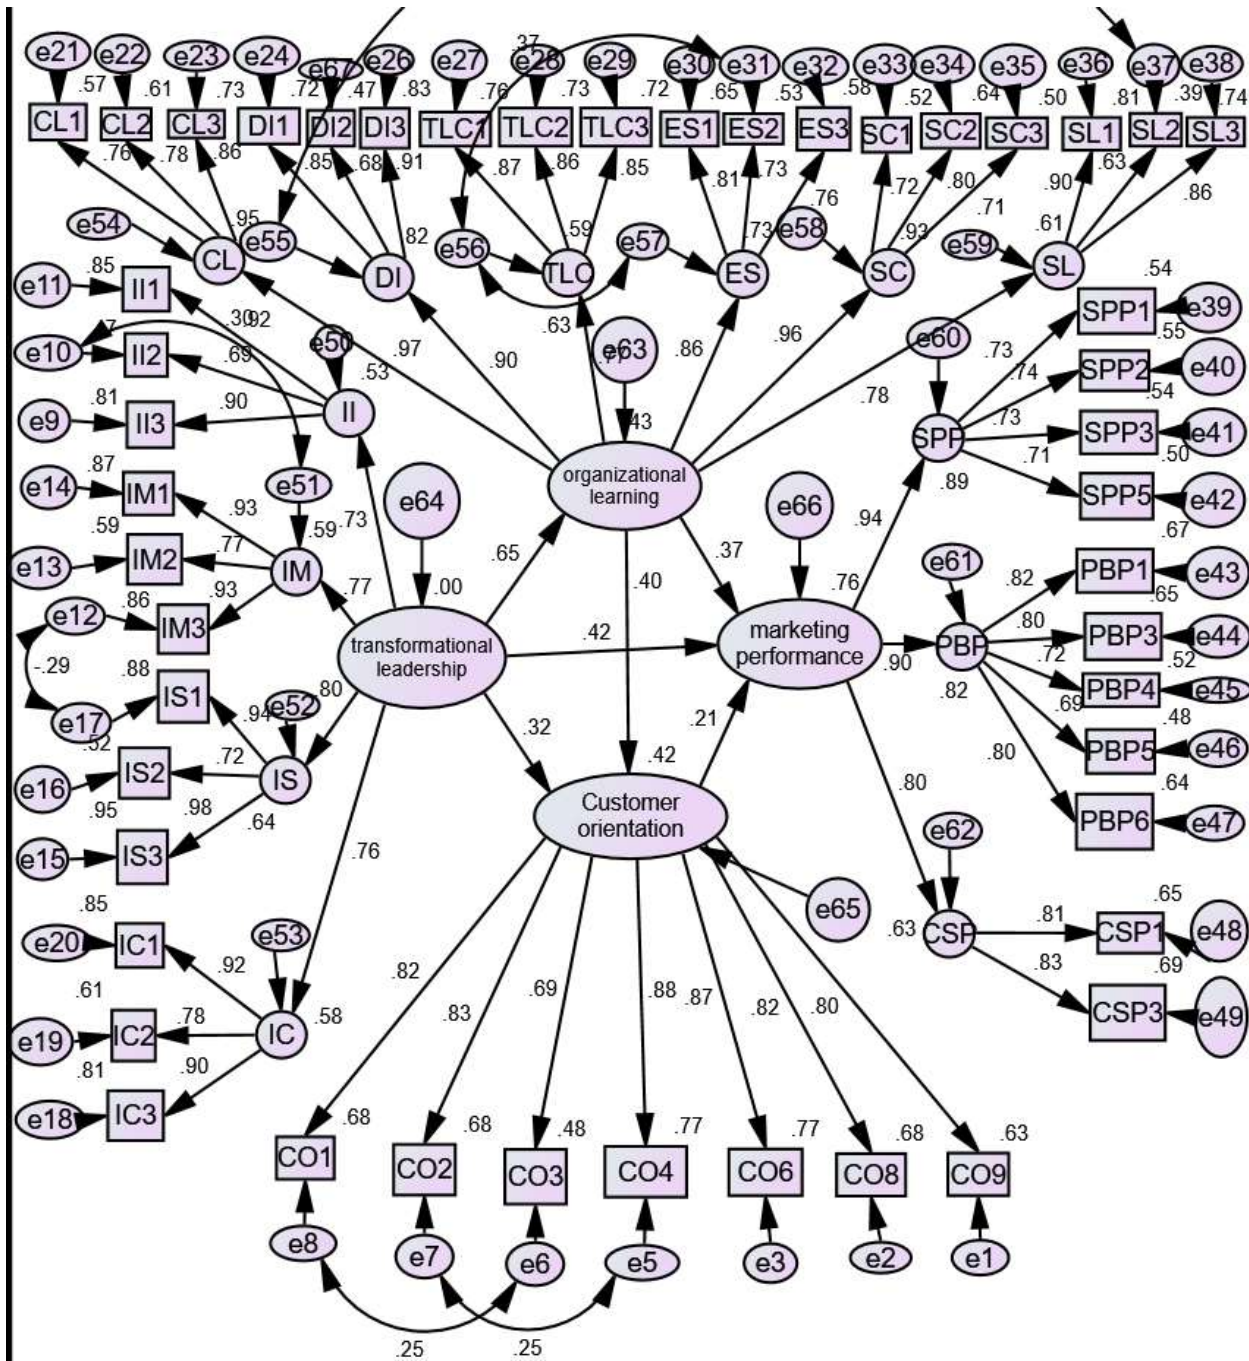 e21 e22 e23 e24 e67 e26 e27 .37 e28 e29 e30 e31 e32 e33 e34 e35 e36 e37 e38
.57 .61 .73 .72 .47 .83 .76 .73 .72 .65 .53 .58 .52 .64 .50 .81 .39 .74
CL1 CL2 CL3 DI1 DI2 DI3 TLC1 TLC2 TLC3 ES1 ES2 ES3 SC1 SC2 SC3 SL1 SL2 SL3
.76 .78 .86 .85 .68 .91 .87 .86 .85 .81 .73 .76 .72 .80 .71 .90 .63 .86
e54 .95 e55 .82 e56 .59 e57 .73 e58 .93 e59 .61
CL DI TLC ES SC SL
.97 .90 .63 .86 .96 .78
e11 .85 II1
e10 II2
e9 .81 II3
.30 .92 .69 .90
e50 .53 II
e63 .43
organizational
learning
e60 SPP .89
.73 .74 .73 .71
SPP1 .54 e39
SPP2 .55 e40
SPP3 .54 e41
SPP5 .50 e42
e14 .87 IM1
e13 .59 IM2
e12 .86 IM3
.93 .77 .93
e51 .59 IM
-.29
e64 .00
transformational
leadership
.73 .77 .80 .76
.65 .42 .32
.37 .40 .21
e66 .76
marketing
performance
.94 .90 .80
e61 PBP .82
.82 .80 .72 .69 .80
PBP1 .67 e43
PBP3 .65 e44
PBP4 .52 e45
PBP5 .48 e46
PBP6 .64 e47
e17 .88 IS1
e16 .52 IS2
e15 .95 IS3
.94 .72 .98
e52 IS .64
.42
Customer
orientation
e65
e62 .63 CSP
.81 .83
CSP1 .65 e48
CSP3 .69 e49
e20 .85 IC1
e19 .61 IC2
e18 .81 IC3
.92 .78 .90
e53 IC .58
.82 .83 .69 .88 .87 .82 .80
.68 .68 .48 .77 .77 .68 .63
CO1 CO2 CO3 CO4 CO6 CO8 CO9
e8 e7 e6 e5 e3 e2 e1
.25 .25